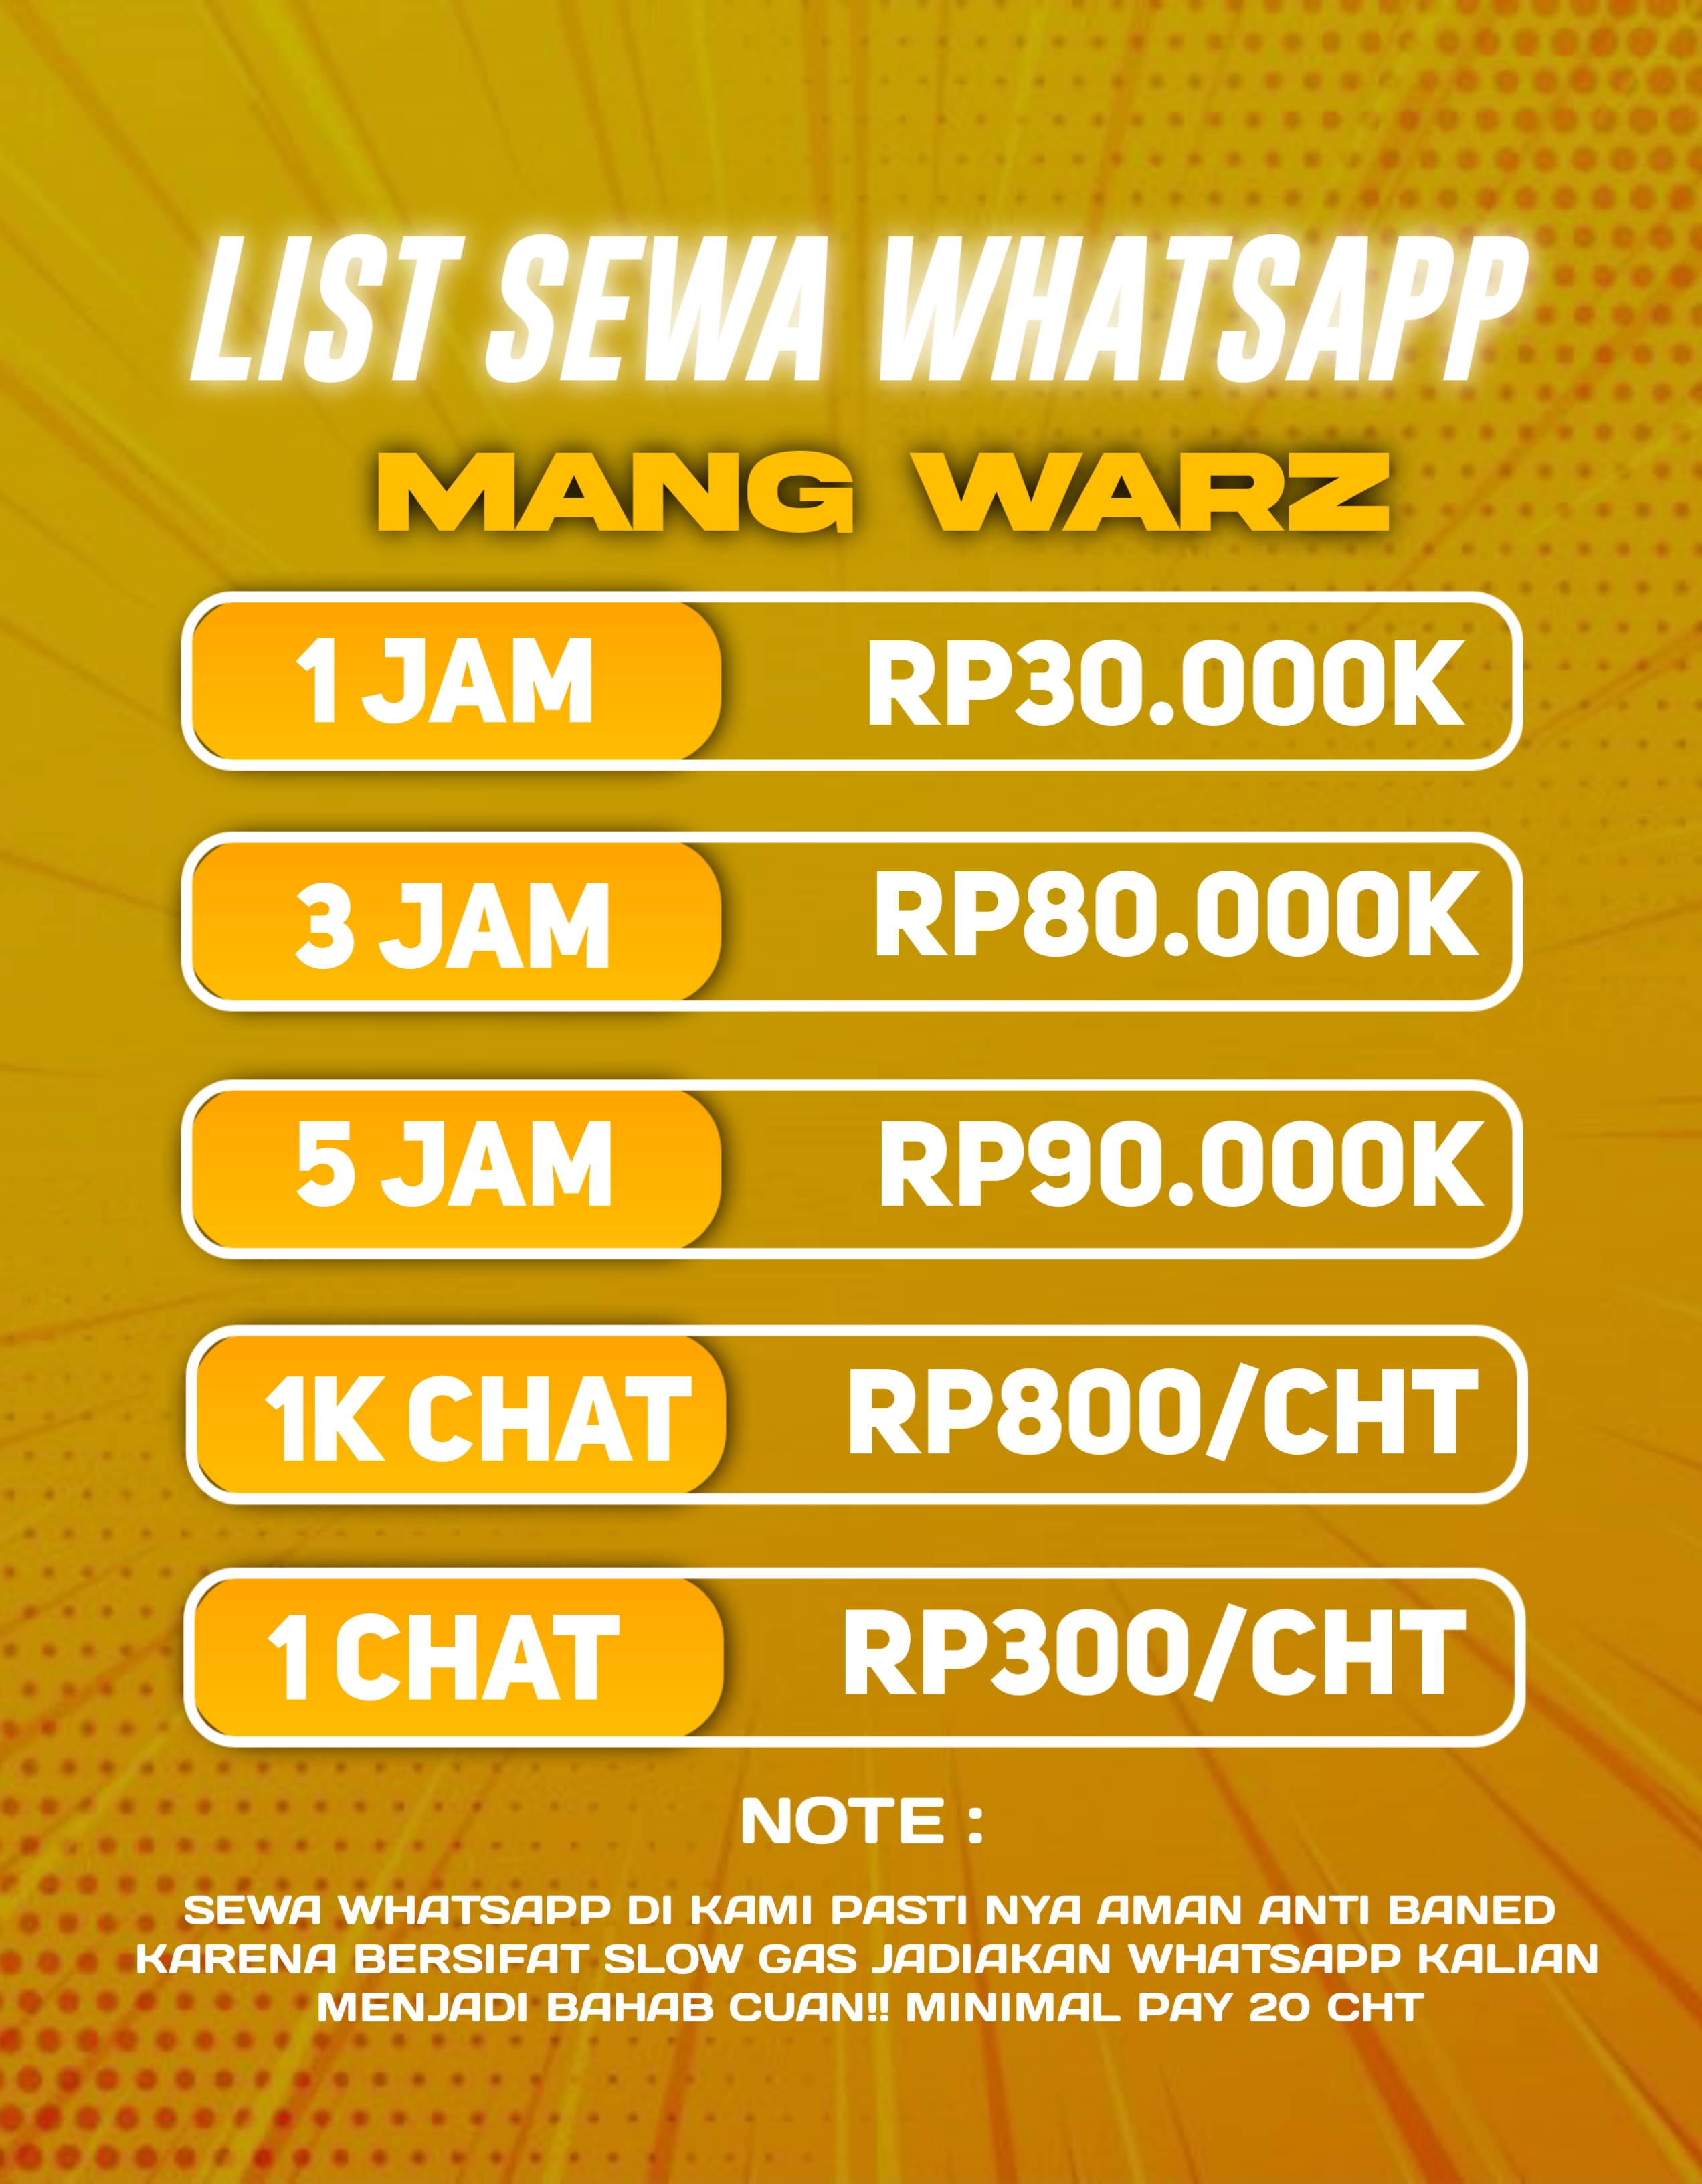 LIST SEWA WHATSAPP
MANG WARZ
1 JAM RP30.000K
3 JAM RP80.000K
5 JAM RP90.000K
1K CHAT RP800/CHT
1 CHAT RP300/CHT
NOTE :
SEWA WHATSAPP DI KAMI PASTI NYA AMAN ANTI BANED
KARENA BERSIFAT SLOW GAS JADIAKAN WHATSAPP KALIAN
MENJADI BAHAB CUAN!! MINIMAL PAY 20 CHT